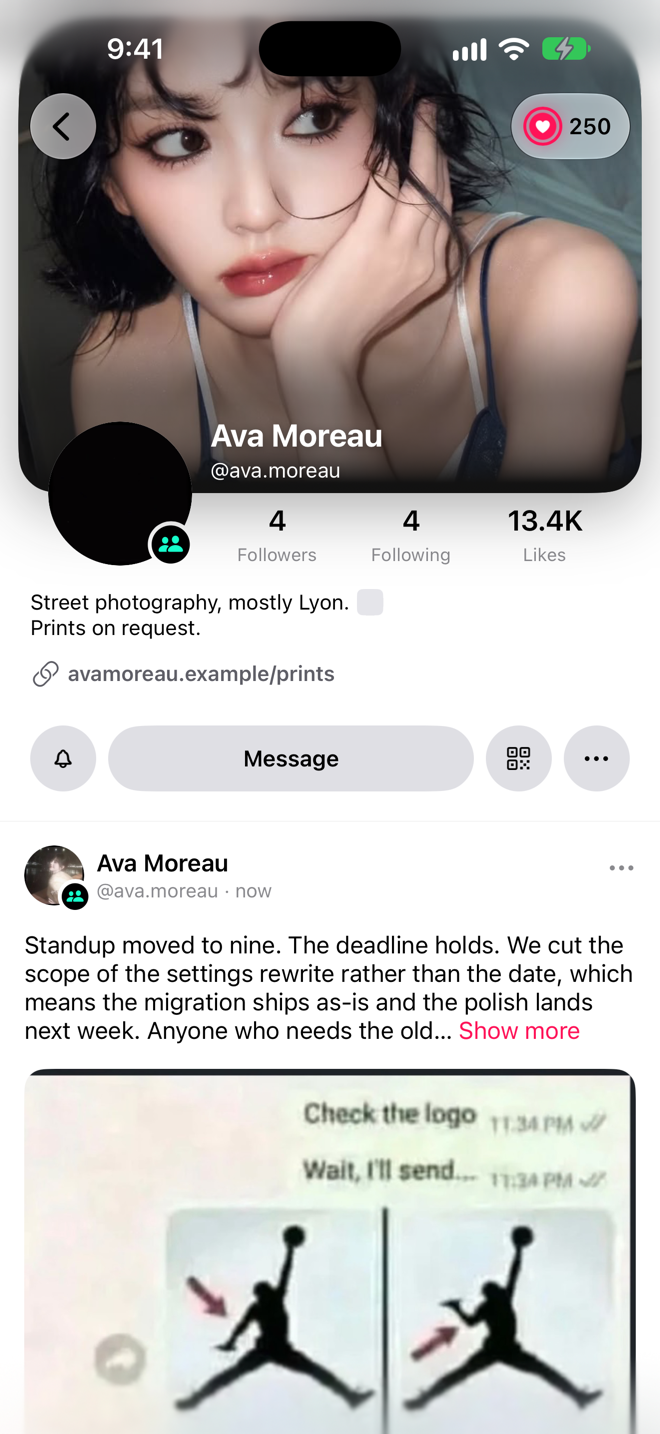 9:41
250
Ava Moreau
@ava.moreau
4 4 13.4K
Followers Following Likes
Street photography, mostly Lyon.
Prints on request.
avamoreau.example/prints
Message
Ava Moreau
@ava.moreau · now
Standup moved to nine. The deadline holds. We cut the
scope of the settings rewrite rather than the date, which
means the migration ships as-is and the polish lands
next week. Anyone who needs the old... Show more
Check the logo 11:34 PM
Wait, I'll send... 11:34 PM